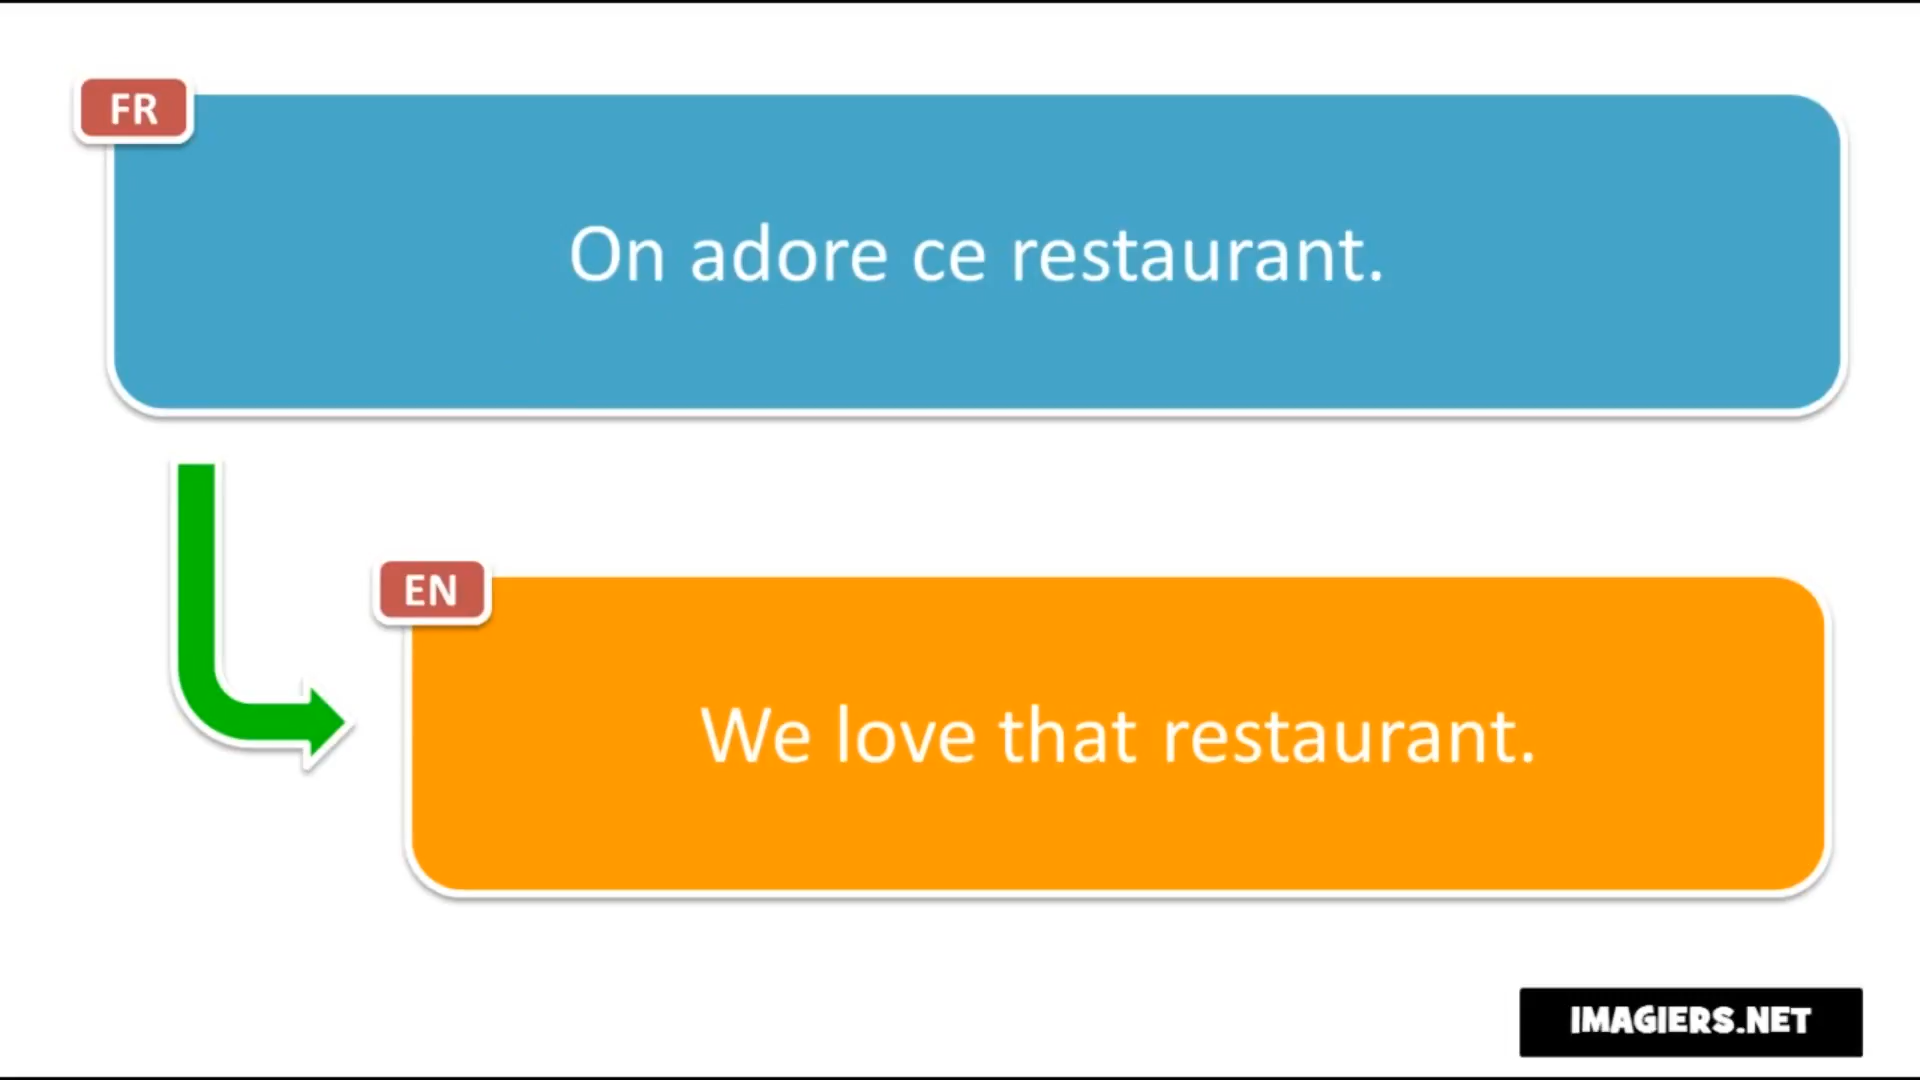 FR
On adore ce restaurant.
EN
We love that restaurant.
IMAGIERS.NET